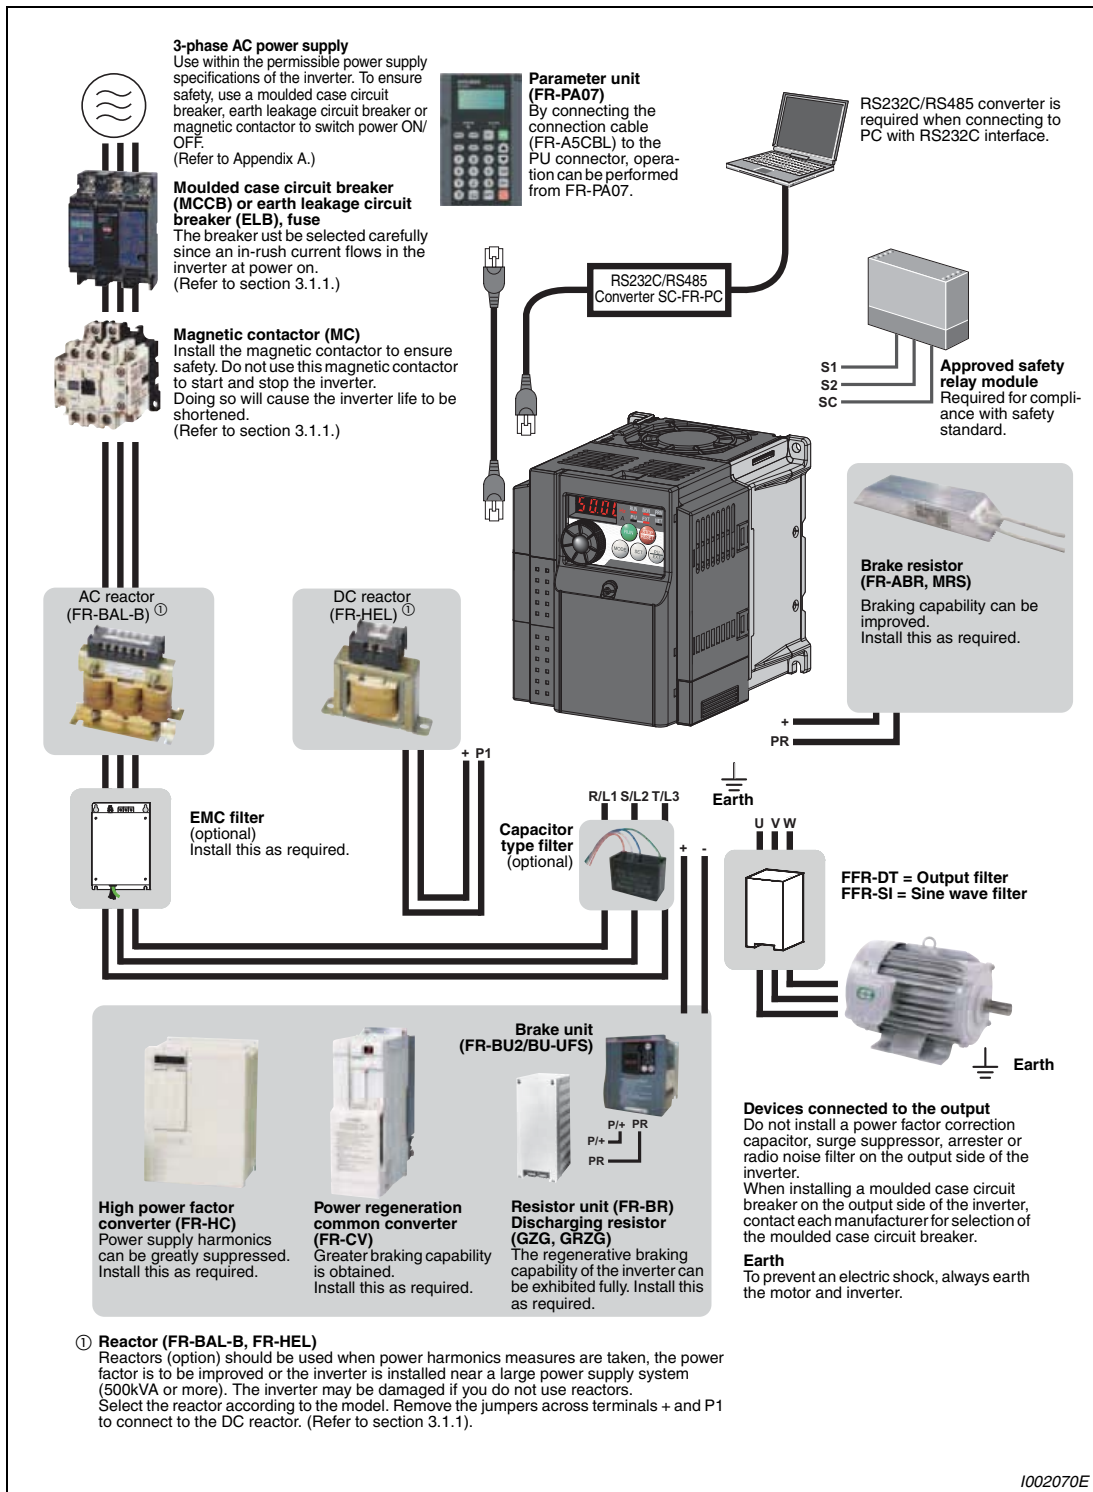 3-phase AC power supply
Use within the permissible power supply
specifications of the inverter. To ensure
safety, use a moulded case circuit
breaker, earth leakage circuit breaker or
magnetic contactor to switch power ON/
OFF.
(Refer to Appendix A.)
Parameter unit
(FR-PA07)
By connecting the
connection cable
(FR-A5CBL) to the
PU connector, opera-
tion can be performed
from FR-PA07.
RS232C/RS485 converter is
required when connecting to
PC with RS232C interface.
Moulded case circuit breaker
(MCCB) or earth leakage circuit
breaker (ELB), fuse
The breaker ust be selected carefully
since an in-rush current flows in the
inverter at power on.
(Refer to section 3.1.1.)
RS232C/RS485
Converter SC-FR-PC
Magnetic contactor (MC)
Install the magnetic contactor to ensure
safety. Do not use this magnetic contactor
to start and stop the inverter.
Doing so will cause the inverter life to be
shortened.
(Refer to section 3.1.1.)
S1
S2
SC
Approved safety
relay module
Required for compli-
ance with safety
standard.
MODE
SET
Brake resistor
(FR-ABR, MRS)
Braking capability can be
improved.
Install this as required.
+
PR
AC reactor
(FR-BAL-B) ①
DC reactor
(FR-HEL) ①
+ P1
Earth
EMC filter
(optional)
Install this as required.
R/L1 S/L2 T/L3
Capacitor
type filter
(optional)
+ -
U V W
FFR-DT = Output filter
FFR-SI = Sine wave filter
Earth
Brake unit
(FR-BU2/BU-UFS)
P/+ PR
P/+
PR
High power factor
converter (FR-HC)
Power supply harmonics
can be greatly suppressed.
Install this as required.
Power regeneration
common converter
(FR-CV)
Greater braking capability
is obtained.
Install this as required.
Resistor unit (FR-BR)
Discharging resistor
(GZG, GRZG)
The regenerative braking
capability of the inverter can
be exhibited fully. Install this
as required.
Devices connected to the output
Do not install a power factor correction
capacitor, surge suppressor, arrester or
radio noise filter on the output side of the
inverter.
When installing a moulded case circuit
breaker on the output side of the inverter,
contact each manufacturer for selection of
the moulded case circuit breaker.
Earth
To prevent an electric shock, always earth
the motor and inverter.
① Reactor (FR-BAL-B, FR-HEL)
Reactors (option) should be used when power harmonics measures are taken, the power
factor is to be improved or the inverter is installed near a large power supply system
(500kVA or more). The inverter may be damaged if you do not use reactors.
Select the reactor according to the model. Remove the jumpers across terminals + and P1
to connect to the DC reactor. (Refer to section 3.1.1).
I002070E